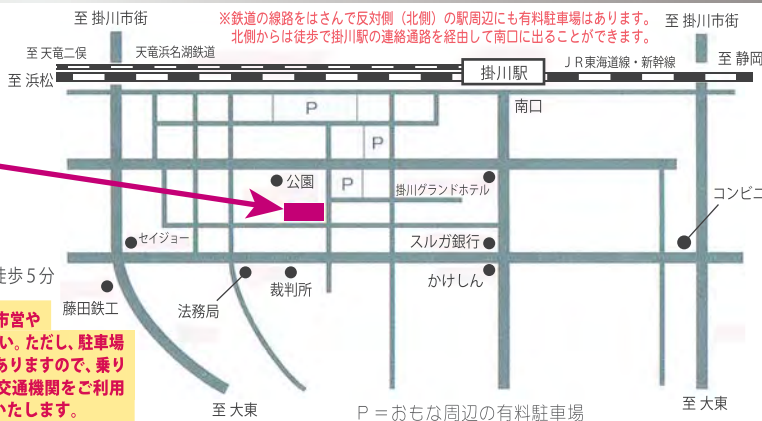 至 掛川市街
※鉄道の線路をはさんで反対側（北側）の駅周辺にも有料駐車場はあります。
北側からは徒歩で掛川駅の連絡通路を経由して南口に出ることができます。
至 掛川市街
至 天竜二俣
天竜浜名湖鉄道
掛川駅
ＪＲ東海道線・新幹線
至 静岡
至 浜松
P
南口
P
公園
P
掛川グランドホテル
コンビニ
セイジョー
スルガ銀行
徒歩5分
藤田鉄工
法務局
裁判所
かけしん
市営や
い。ただし、駐車場
ありますので、乗り
交通機関をご利用
いたします。
至 大東
P＝おもな周辺の有料駐車場
至 大東